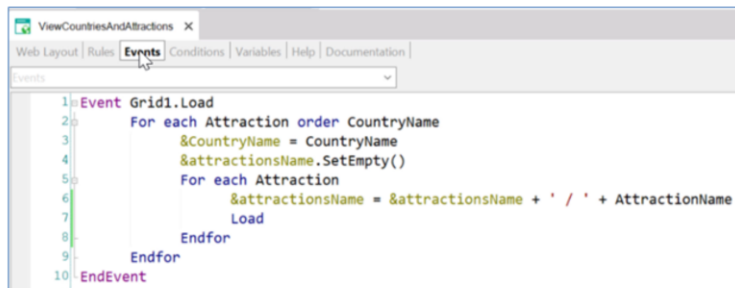 ViewCountriesAndAttractions X
Web Layout | Rules | Events | Conditions | Variables | Help | Documentation |
Events
1 Event Grid1.Load
2 For each Attraction order CountryName
3 &CountryName = CountryName
4 &attractionsName.SetEmpty()
5 For each Attraction
6 &attractionsName = &attractionsName + ' / ' + AttractionName
7 Load
8 Endfor
9 Endfor
10 EndEvent